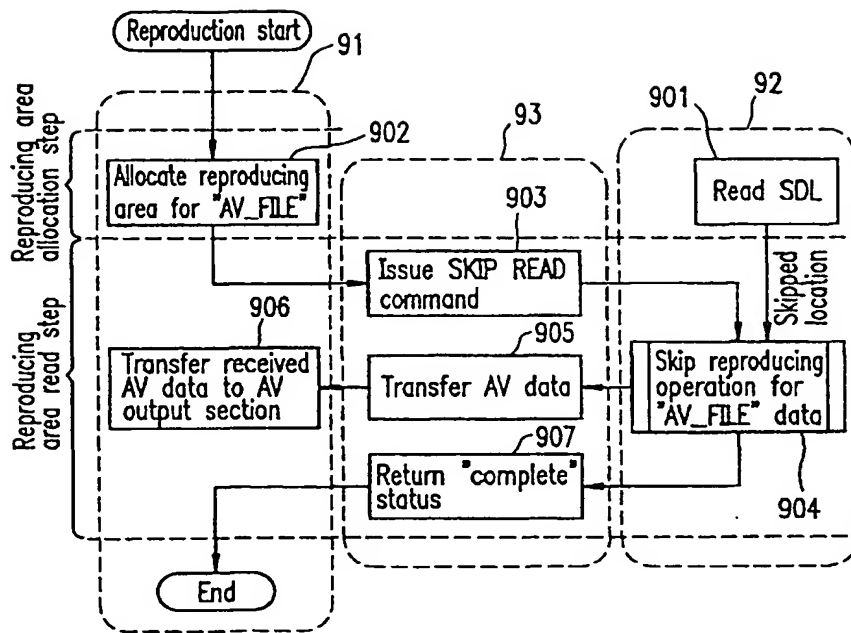 Reproduction start
91
92
93
901
902
903
Reproducing area
allocation step
Allocate reproducing
area for "AV_FILE"
Read SDL
Issue SKIP READ
command
Skipped
location
Reproducing
area read step
906
905
Transfer received
AV data to AV
output section
Transfer AV data
Skip reproducing
operation for
"AV_FILE" data
907
904
Return "complete"
status
End